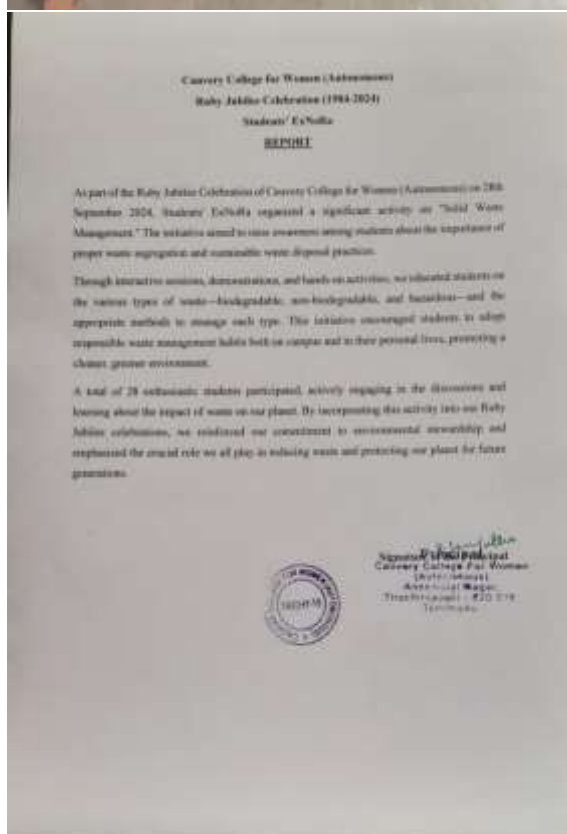 Cauvery College for Women (Autonomous)
Ruby Jubilee Celebration (1984-2024)
Students' ExNoRa
REPORT
As part of the Ruby Jubilee Celebration of Cauvery College for Women (Autonomous) on 28th
September 2024, Students' ExNoRa organized a significant activity on "Solid Waste
Management." The initiative aimed to raise awareness among students about the importance of
proper waste segregation and sustainable waste disposal practices.
Through interactive sessions, demonstrations, and hands-on activities, we educated students on
the various types of waste—biodegradable, non-biodegradable, and hazardous—and the
appropriate methods to manage each type. This initiative encouraged students to adopt
responsible waste management habits both on campus and in their personal lives, promoting a
cleaner, greener environment.
A total of 28 enthusiastic students participated, actively engaging in the discussions and
learning about the impact of waste on our planet. By incorporating this activity into our Ruby
Jubilee celebrations, we reinforced our commitment to environmental stewardship and
emphasized the crucial role we all play in reducing waste and protecting our planet for future
generations.
Signature of the Principal
Cauvery College For Women
(Autonomous)
Annamalai Nagar,
Tiruchirappalli - 620 018
Tamilnadu